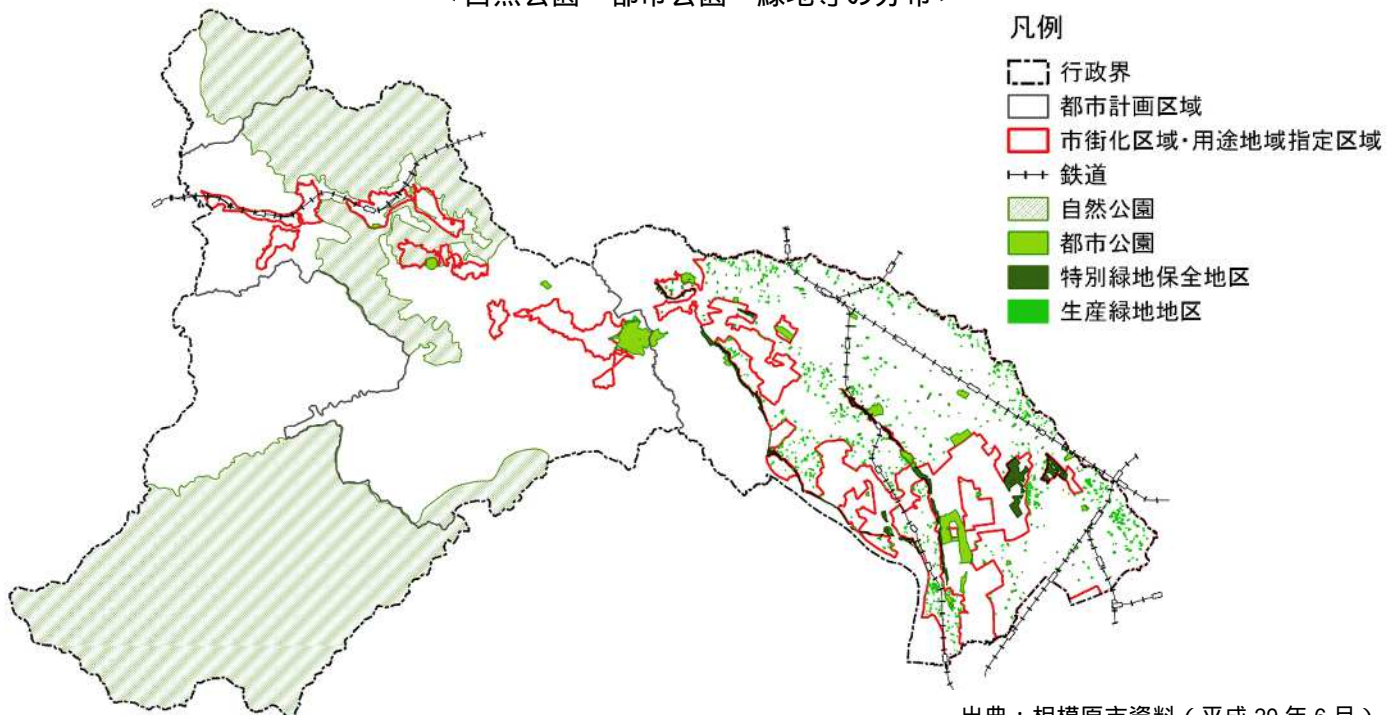 凡例
行政界
都市計画区域
市街化区域・用途地域指定区域
鉄道
自然公園
都市公園
特別緑地保全地区
生産緑地地区